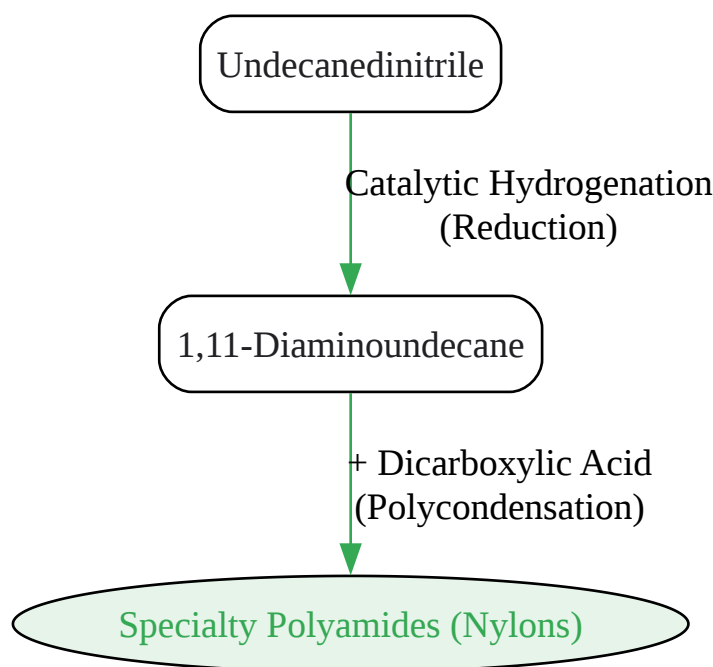 Undecanedinitrile
Catalytic Hydrogenation
(Reduction)
1,11-Diaminoundecane
+ Dicarboxylic Acid
(Polycondensation)
Specialty Polyamides (Nylons)